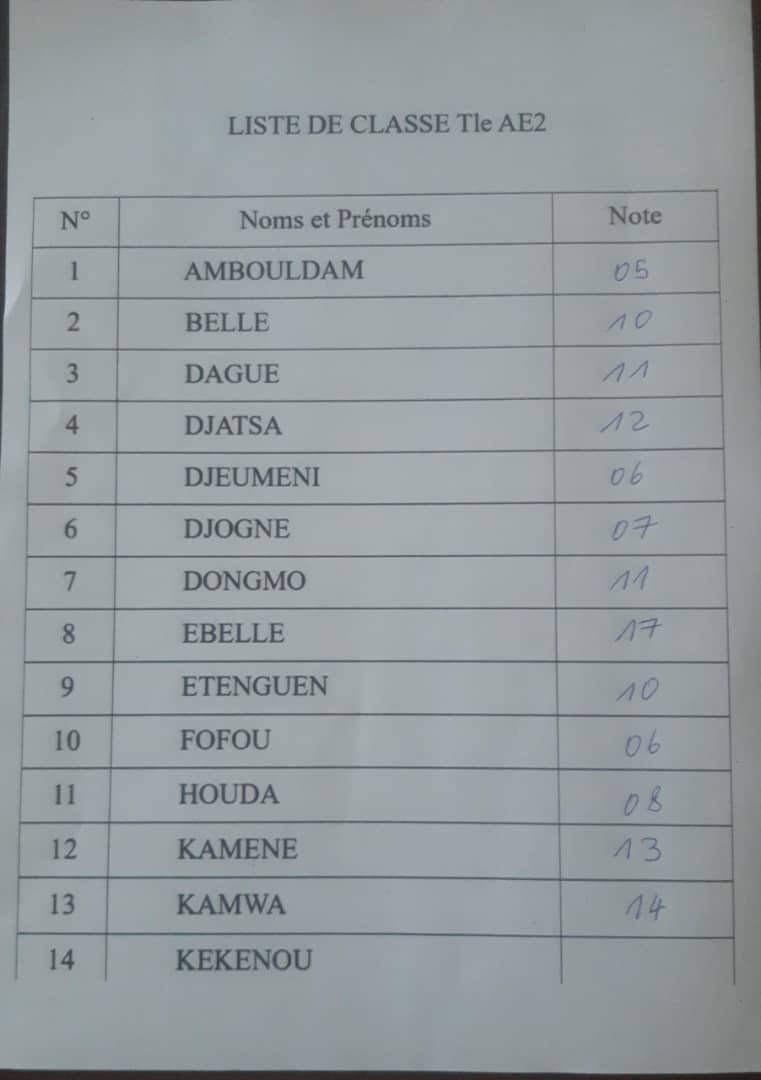 LISTE DE CLASSE Tle AE2
N° Noms et Prénoms Note
1 AMBOULDAM 05
2 BELLE 10
3 DAGUE 11
4 DJATSA 12
5 DJEUMENI 06
6 DJOGNE 07
7 DONGMO 11
8 EBELLE 17
9 ETENGUEN 10
10 FOFOU 06
11 HOUDA 08
12 KAMENE 13
13 KAMWA 14
14 KEKENOU